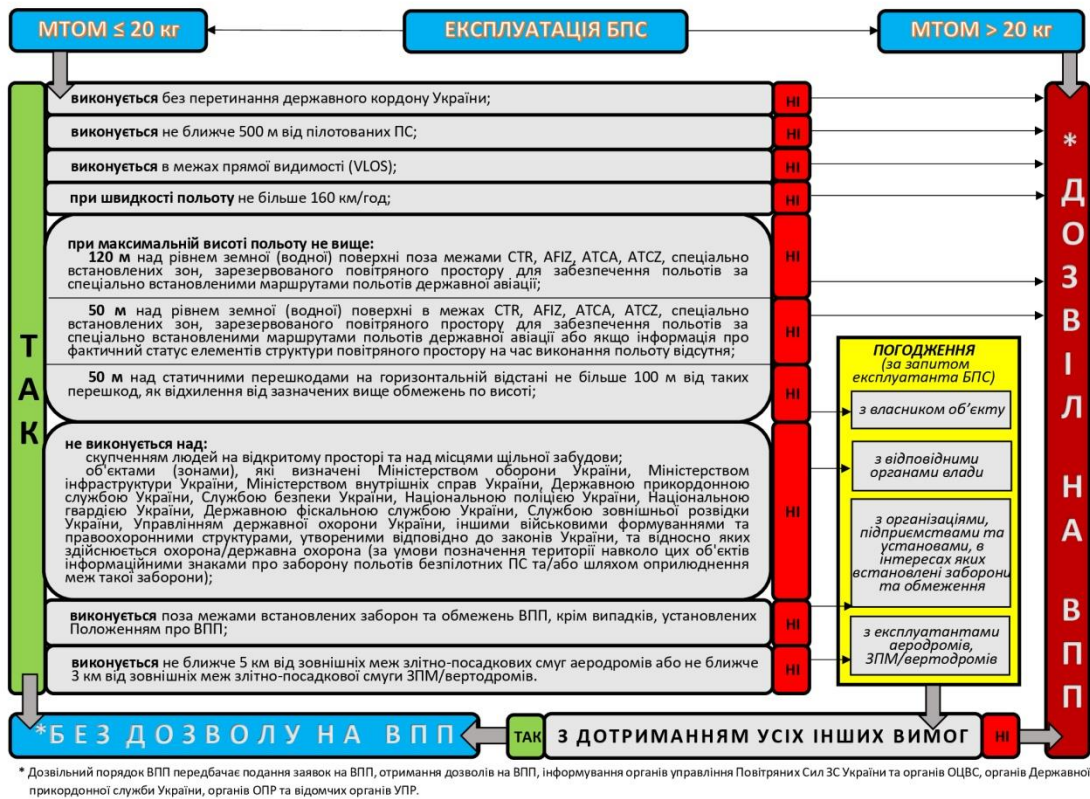 МТОМ ≤ 20 кг
ЕКСПЛУАТАЦІЯ БПС
МТОМ > 20 кг
виконується без перетинання державного кордону України;
НІ
виконується не ближче 500 м від пілотованих ПС;
НІ
виконується в межах прямої видимості (VLOS);
НІ
при швидкості польоту не більше 160 км/год;
НІ
при максимальній висоті польоту не вище:
120 м над рівнем земної (водної) поверхні поза межами CTR, AFIZ, ATCA, ATCZ, спеціально
встановлених зон, зарезервованого повітряного простору для забезпечення польотів за
спеціально встановленими маршрутами польотів державної авіації;
НІ
50 м над рівнем земної (водної) поверхні в межах CTR, AFIZ, ATCA, ATCZ, спеціально
встановлених зон, зарезервованого повітряного простору для забезпечення польотів за
спеціально встановленими маршрутами польотів державної авіації або якщо інформація про
фактичний статус елементів структури повітряного простору на час виконання польоту відсутня;
НІ
50 м над статичними перешкодами на горизонтальній відстані не більше 100 м від таких
перешкод, як відхилення від зазначених вище обмежень по висоті;
НІ
не виконується над:
скупченням людей на відкритому просторі та над місцями щільної забудови;
об'єктами (зонами), які визначені Міністерством оборони України, Міністерством
інфраструктури України, Міністерством внутрішніх справ України, Державною прикордонною
службою України, Службою безпеки України, Національною поліцією України, Національною
гвардією України, Державною фіскальною службою України, Службою зовнішньої розвідки
України, Управлінням державної охорони України, іншими військовими формуваннями та
правоохоронними структурами, утвореними відповідно до законів України, та відносно яких
здійснюється охорона/державна охорона (за умови позначення території навколо цих об'єктів
інформаційними знаками про заборону польотів безпілотних ПС та/або шляхом оприлюднення
меж такої заборони);
НІ
виконується поза межами встановлених заборон та обмежень ВПП, крім випадків, установлених
Положенням про ВПП;
НІ
виконується не ближче 5 км від зовнішніх меж злітно-посадкових смуг аеродромів або не ближче
3 км від зовнішніх меж злітно-посадкової смуги ЗПМ/вертодромів.
НІ
ТАК
ПОГОДЖЕННЯ
(за запитом
експлуатанта БПС)
з власником об’єкту
з відповідними
органами влади
з організаціями,
підприємствами та
установами, в
інтересах яких
встановлені заборони
та обмеження
з експлуатантами
аеродромів,
ЗПМ/вертодромів
* ДОЗВІЛ НА ВПП
*БЕЗ ДОЗВОЛУ НА ВПП
ТАК
З ДОТРИМАННЯМ УСІХ ІНШИХ ВИМОГ
НІ
* Дозвільний порядок ВПП передбачає подання заявок на ВПП, отримання дозволів на ВПП, інформування органів управління Повітряних Сил ЗС України та органів ОЦВС, органів Державної
прикордонної служби України, органів ОПР та відомчих органів УПР.